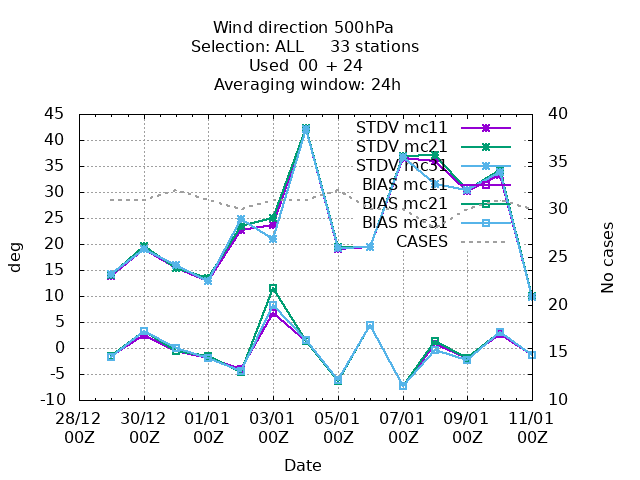 Wind direction 500hPa
Selection: ALL 33 stations
Used 00 + 24
Averaging window: 24h
45
40
35
30
25
20
15
10
5
0
-5
-10
40
35
30
25
20
15
10
STDV mc11
STDV mc21
STDV mc31
BIAS mc11
BIAS mc21
BIAS mc31
CASES
deg
No cases
28/12 30/12 01/01 03/01 05/01 07/01 09/01 11/01
00Z 00Z 00Z 00Z 00Z 00Z 00Z 00Z
Date